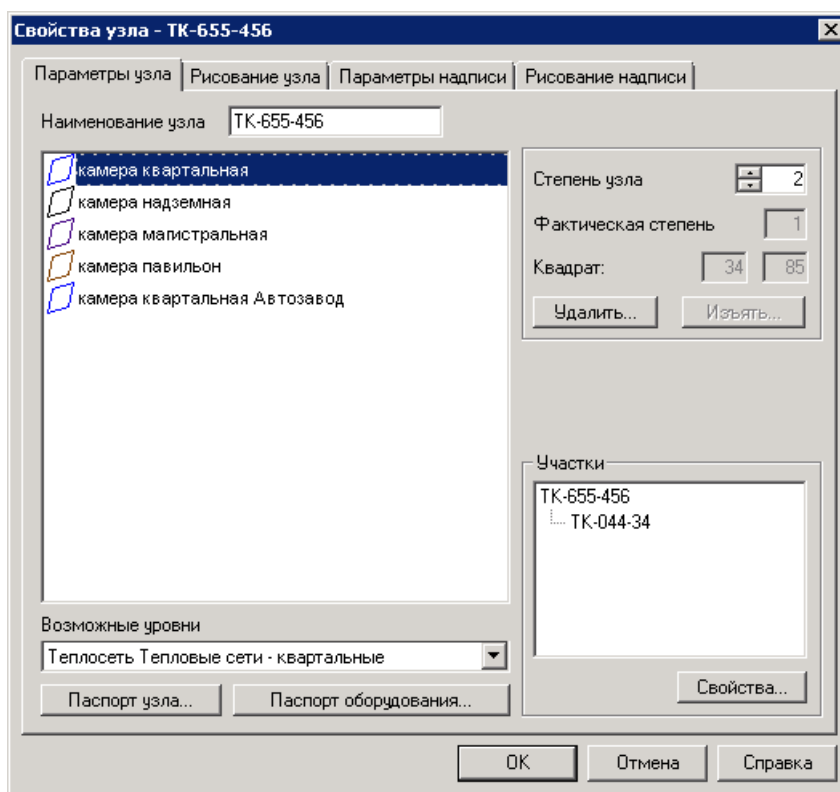 Свойства узла - ТК-655-456
Параметры узла
Рисование узла
Параметры надписи
Рисование надписи
Наименование узла
ТК-655-456
камера квартальная
камера надземная
камера магистральная
камера павильон
камера квартальная Автозавод
Степень узла
2
Фактическая степень
1
Квадрат:
34
85
Удалить...
Изъять...
Участки
ТК-655-456
ТК-044-34
Возможные уровни
Теплосеть Тепловые сети - квартальные
Паспорт узла...
Паспорт оборудования...
Свойства...
ОК
Отмена
Справка